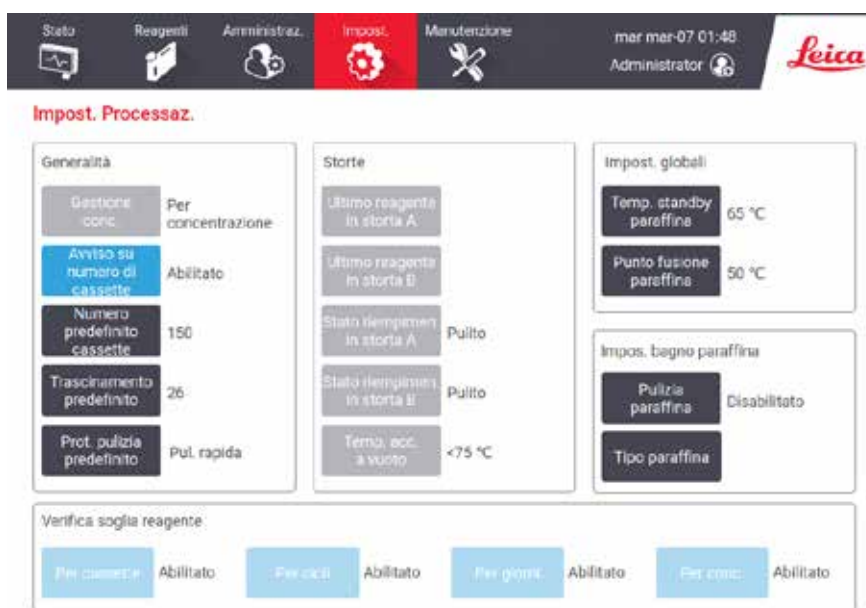 Stato Reagenti Amministraz. Impost. Manutenzione
mer mer-07 01:48
Administrator
Leica
Impost. Processaz.
Generalità
Gestione
conc.
Per
concentrazione
Avviso su
numero di
cassette
Abilitato
Numero
predefinito
cassette
150
Trascinamento
predefinito
26
Prot. pulizia
predefinito
Pul. rapida
Storte
Ultimo reagente
in storta A
Ultimo reagente
in storta B
Stato riempimen.
in storta A
Pulito
Stato riempimen.
in storta B
Pulito
Temp. acc.
a vuoto
<75 °C
Impost. globali
Temp. standby
paraffina
65 °C
Punto fusione
paraffina
50 °C
Impos. bagno paraffina
Pulizia
paraffina
Disabilitato
Tipo paraffina
Verifica soglia reagente
Per cassette Abilitato Per cicli Abilitato Per giorni Abilitato Per conc. Abilitato